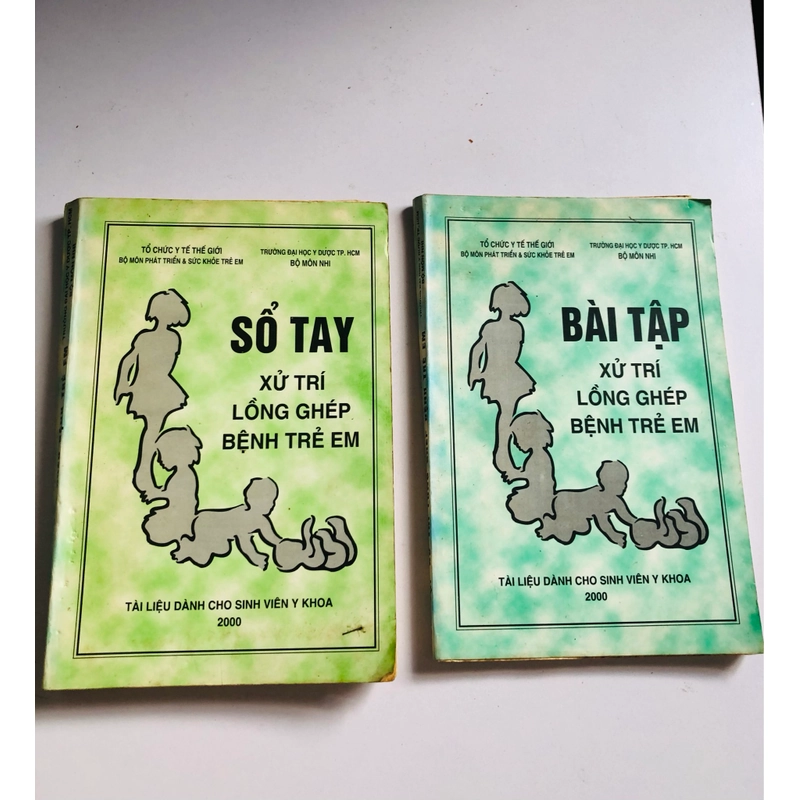 TỔ CHỨC Y TẾ THẾ GIỚI
BỘ MÔN PHÁT TRIỂN & SỨC KHỎE TRẺ EM
TRƯỜNG ĐẠI HỌC Y DƯỢC TP. HCM
BỘ MÔN NHI
SỔ TAY
XỬ TRÍ
LỒNG GHÉP
BỆNH TRẺ EM
TÀI LIỆU DÀNH CHO SINH VIÊN Y KHOA
2000
TỔ CHỨC Y TẾ THẾ GIỚI
BỘ MÔN PHÁT TRIỂN & SỨC KHỎE TRẺ EM
TRƯỜNG ĐẠI HỌC Y DƯỢC TP. HCM
BỘ MÔN NHI
BÀI TẬP
XỬ TRÍ
LỒNG GHÉP
BỆNH TRẺ EM
TÀI LIỆU DÀNH CHO SINH VIÊN Y KHOA
2000